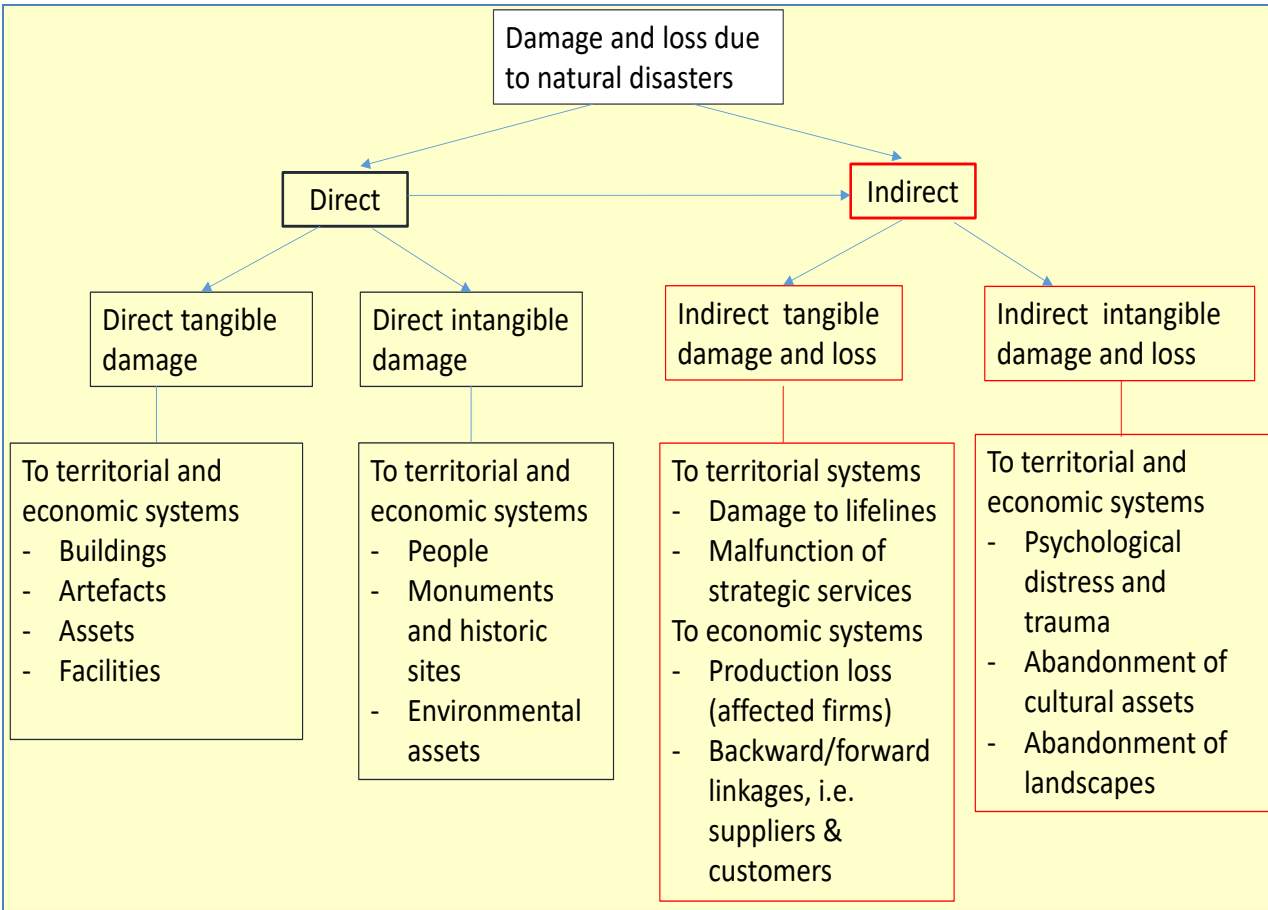 Damage and loss due
to natural disasters
Direct
Indirect
Direct tangible
damage
Direct intangible
damage
Indirect tangible
damage and loss
Indirect intangible
damage and loss
To territorial and
economic systems
- Buildings
- Artefacts
- Assets
- Facilities
To territorial and
economic systems
- People
- Monuments
and historic
sites
- Environmental
assets
To territorial systems
- Damage to lifelines
- Malfunction of
strategic services
To economic systems
- Production loss
(affected firms)
- Backward/forward
linkages, i.e.
suppliers &
customers
To territorial and
economic systems
- Psychological
distress and
trauma
- Abandonment of
cultural assets
- Abandonment of
landscapes